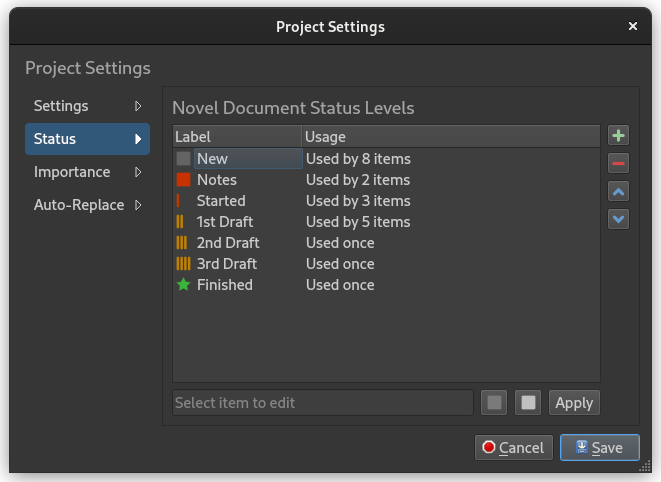 Project Settings
Project Settings
Settings
Status
Importance
Auto-Replace
Novel Document Status Levels
Label Usage
New Used by 8 items
Notes Used by 2 items
Started Used by 3 items
1st Draft Used by 5 items
2nd Draft Used once
3rd Draft Used once
Finished Used once
Select item to edit
Apply
Cancel Save